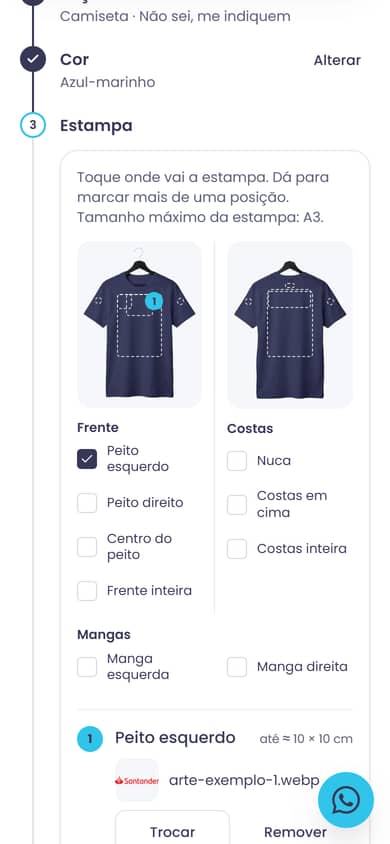 Camiseta · Não sei, me indiquem
Cor
Alterar
Azul-marinho
3
Estampa
Toque onde vai a estampa. Dá para
marcar mais de uma posição.
Tamanho máximo da estampa: A3.
1
Frente
Peito
esquerdo
Peito direito
Centro do
peito
Frente inteira
Costas
Nuca
Costas em
cima
Costas inteira
Mangas
Manga
esquerda
Manga direita
1
Peito esquerdo
até ≈ 10 × 10 cm
Santander
arte-exemplo-1.webp
Trocar
Remover